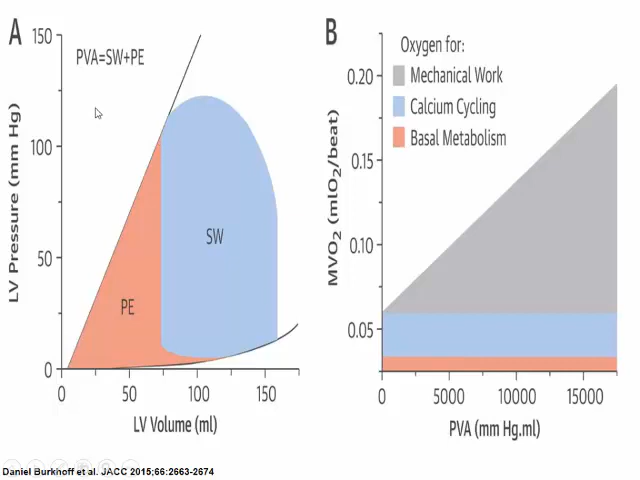 A
PVA=SW+PE
LV Pressure (mm Hg)
150
100
50
0
PE
SW
0
50
100
150
LV Volume (ml)
B
Oxygen for:
Mechanical Work
Calcium Cycling
Basal Metabolism
MVO₂ (mlO₂/beat)
0.20
0.15
0.10
0.05
0
5000
10000
15000
PVA (mm Hg.ml)
Daniel Burkhoff et al. JACC 2015;66:2663-2674